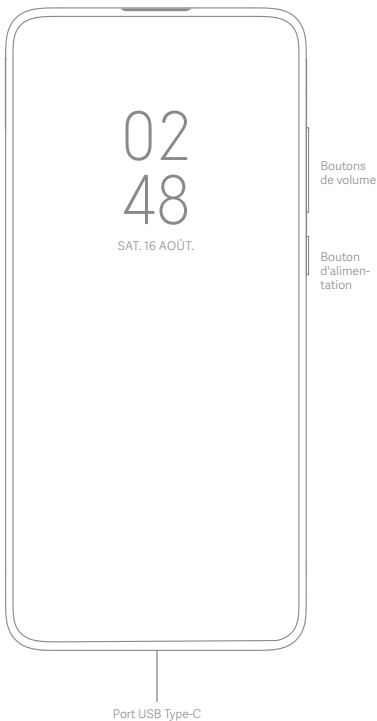 02
48
SAT. 16 AOÛT.
Boutons
de volume
Bouton
d'alimen-
tation
Port USB Type-C